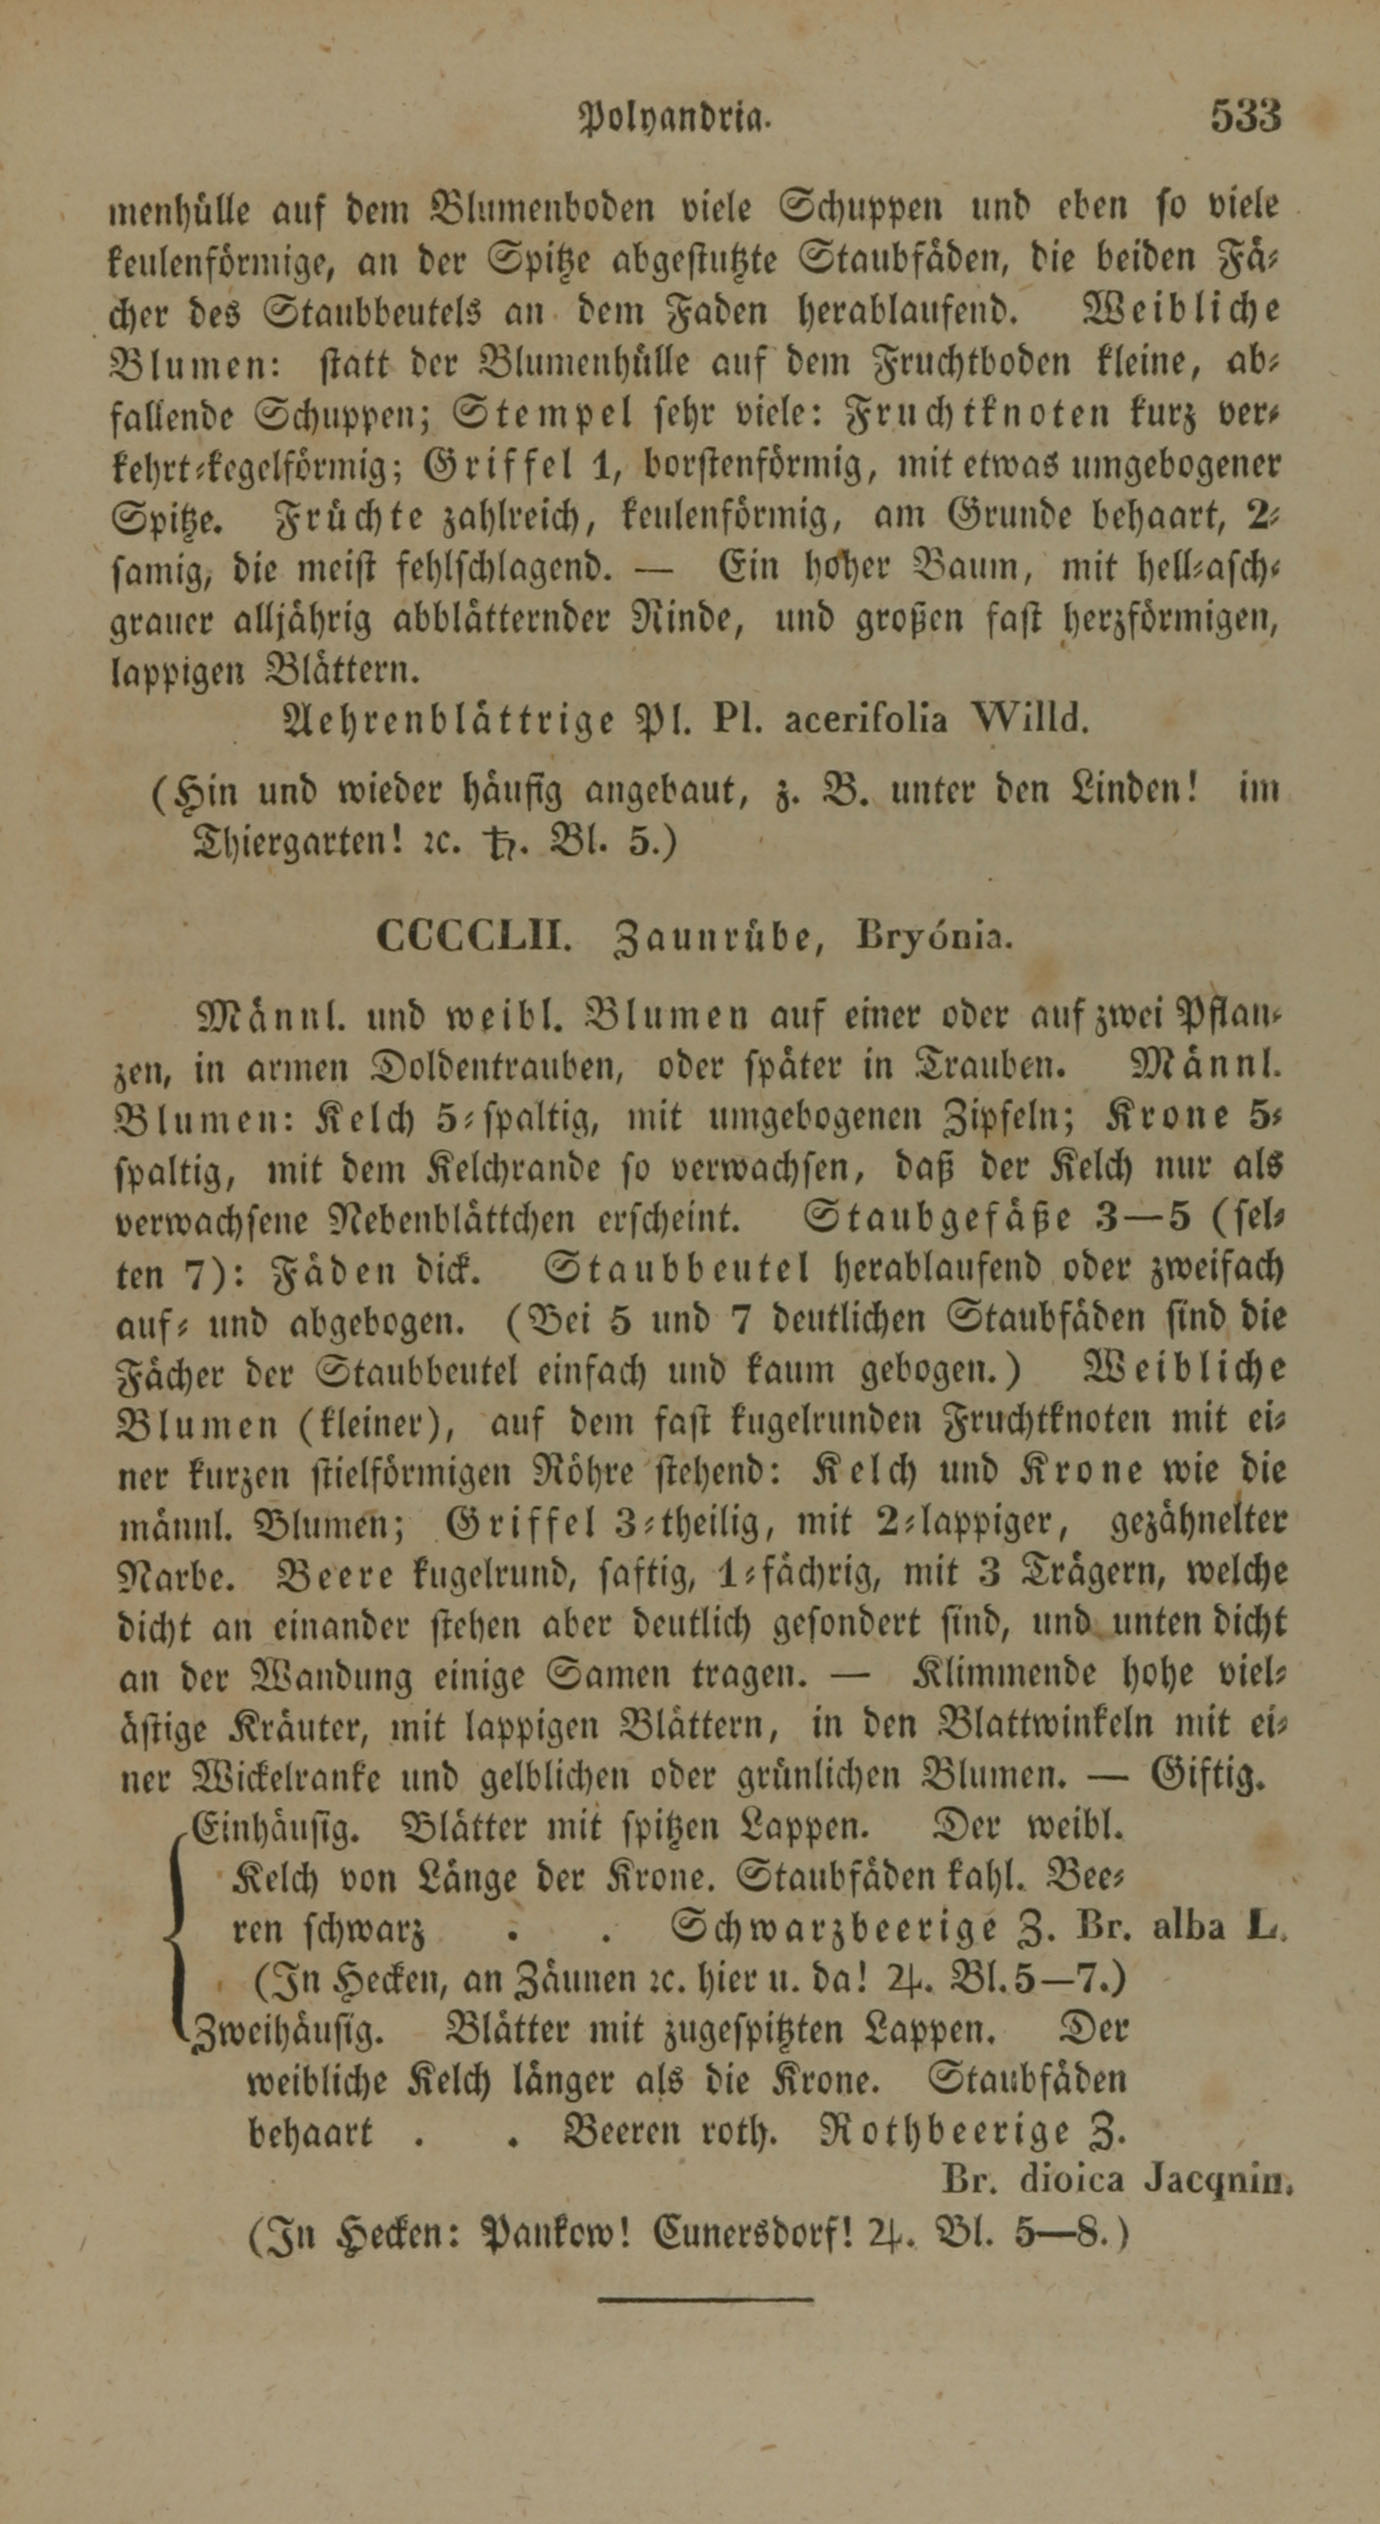 Polyandria. 533
menhülle auf dem Blumenboden viele Schuppen und eben so viele
keulenförmige, an der Spitze abgestutzte Staubfäden, die beiden Fä-
cher des Staubbeutels an dem Faden herablaufend. Weibliche
Blumen: statt der Blumenhülle auf dem Fruchtboden kleine, ab-
fallende Schuppen; Stempel sehr viele: Fruchtknoten kurz ver-
kehrt-kegelförmig; Griffel 1, borstenförmig, mit etwas umgebogener
Spitze. Früchte zahlreich, keulenförmig, am Grunde behaart, 2-
samig, die meist fehlschlagend. — Ein hoher Baum, mit hell-asch-
grauer alljährig abblätternder Rinde, und großen fast herzförmigen,
lappigen Blättern.
Aehrenblättrige Pl. Pl. acerifolia Willd.
(Hin und wieder häufig angebaut, z. B. unter den Linden! im
Thiergarten! ꝛc. ♄. Bl. 5.)
CCCCCLII. Zaunrübe, Bryónia.
Männl. und weibl. Blumen auf einer oder auf zwei Pflan-
zen, in armen Doldentrauben, oder später in Trauben. Männl.
Blumen: Kelch 5-spaltig, mit umgebogenen Zipfeln; Krone 5-
spaltig, mit dem Kelchrande so verwachsen, daß der Kelch nur als
verwachsene Nebenblättchen erscheint. Staubgefäße 3—5 (sel-
ten 7): Fäden dick. Staubbeutel herablaufend oder zweifach
auf- und abgebogen. (Bei 5 und 7 deutlichen Staubfäden sind die
Fächer der Staubbeutel einfach und kaum gebogen.) Weibliche
Blumen (kleiner), auf dem fast kugelrunden Fruchtknoten mit ei-
ner kurzen stielförmigen Röhre stehend: Kelch und Krone wie die
männl. Blumen; Griffel 3-theilig, mit 2-lappiger, gezähnelter
Narbe. Beere kugelrund, saftig, 1-fächrig, mit 3 Trägern, welche
dicht an einander stehen aber deutlich gesondert sind, und unten dicht
an der Wandung einige Samen tragen. — Klimmende hohe viel-
ästige Kräuter, mit lappigen Blättern, in den Blattwinkeln mit ei-
ner Wickelranke und gelblichen oder grünlichen Blumen. — Giftig.
Einhäusig. Blätter mit spitzen Lappen. Der weibl.
Kelch von Länge der Krone. Staubfäden kahl. Bee-
ren schwarz . . Schwarzbeerige Z. Br. alba L.
(In Hecken, an Zäunen ꝛc. hier u. da! ♃. Bl. 5—7.)
Zweihäusig. Blätter mit zugespitzten Lappen. Der
weibliche Kelch länger als die Krone. Staubfäden
behaart . . Beeren roth. Rothbeerige Z.
Br. dioica Jacqnin.
(In Hecken: Pankow! Cunersdorf! ♃. Bl. 5—8.)